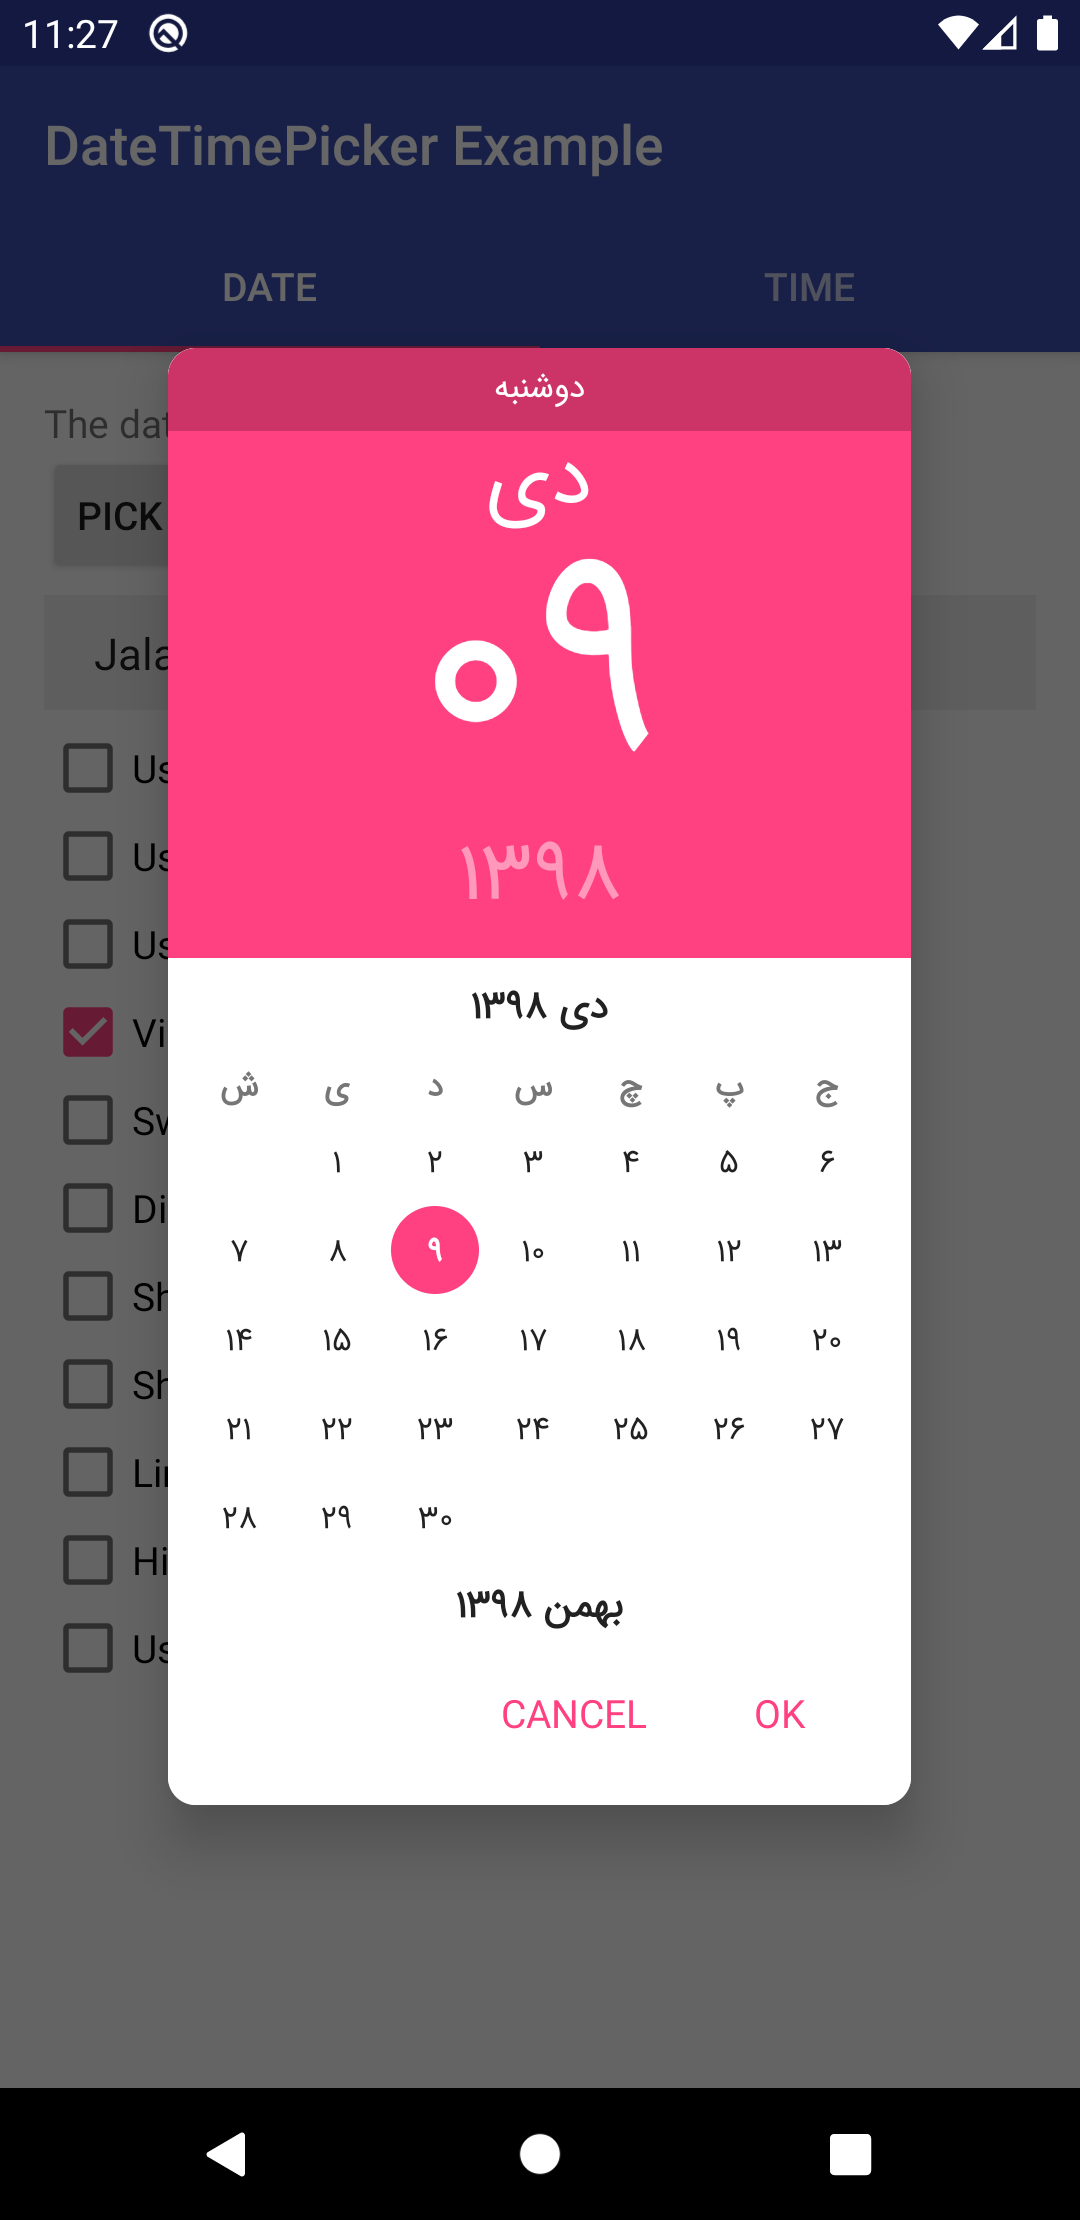 11:27
DateTimePicker Example
DATE TIME
The dat
PICK
Jala
Us
Us
Us
Vi
Sw
Di
Sh
Sh
Lin
Hi
Us
دوشنبه
دی
۰۹
۱۳۹۸
دی ۱۳۹۸
ش ی د س چ پ ج
۱ ۲ ۳ ۴ ۵ ۶
۷ ۸ ۹ ۱۰ ۱۱ ۱۲ ۱۳
۱۴ ۱۵ ۱۶ ۱۷ ۱۸ ۱۹ ۲۰
۲۱ ۲۲ ۲۳ ۲۴ ۲۵ ۲۶ ۲۷
۲۸ ۲۹ ۳۰
بهمن ۱۳۹۸
CANCEL OK